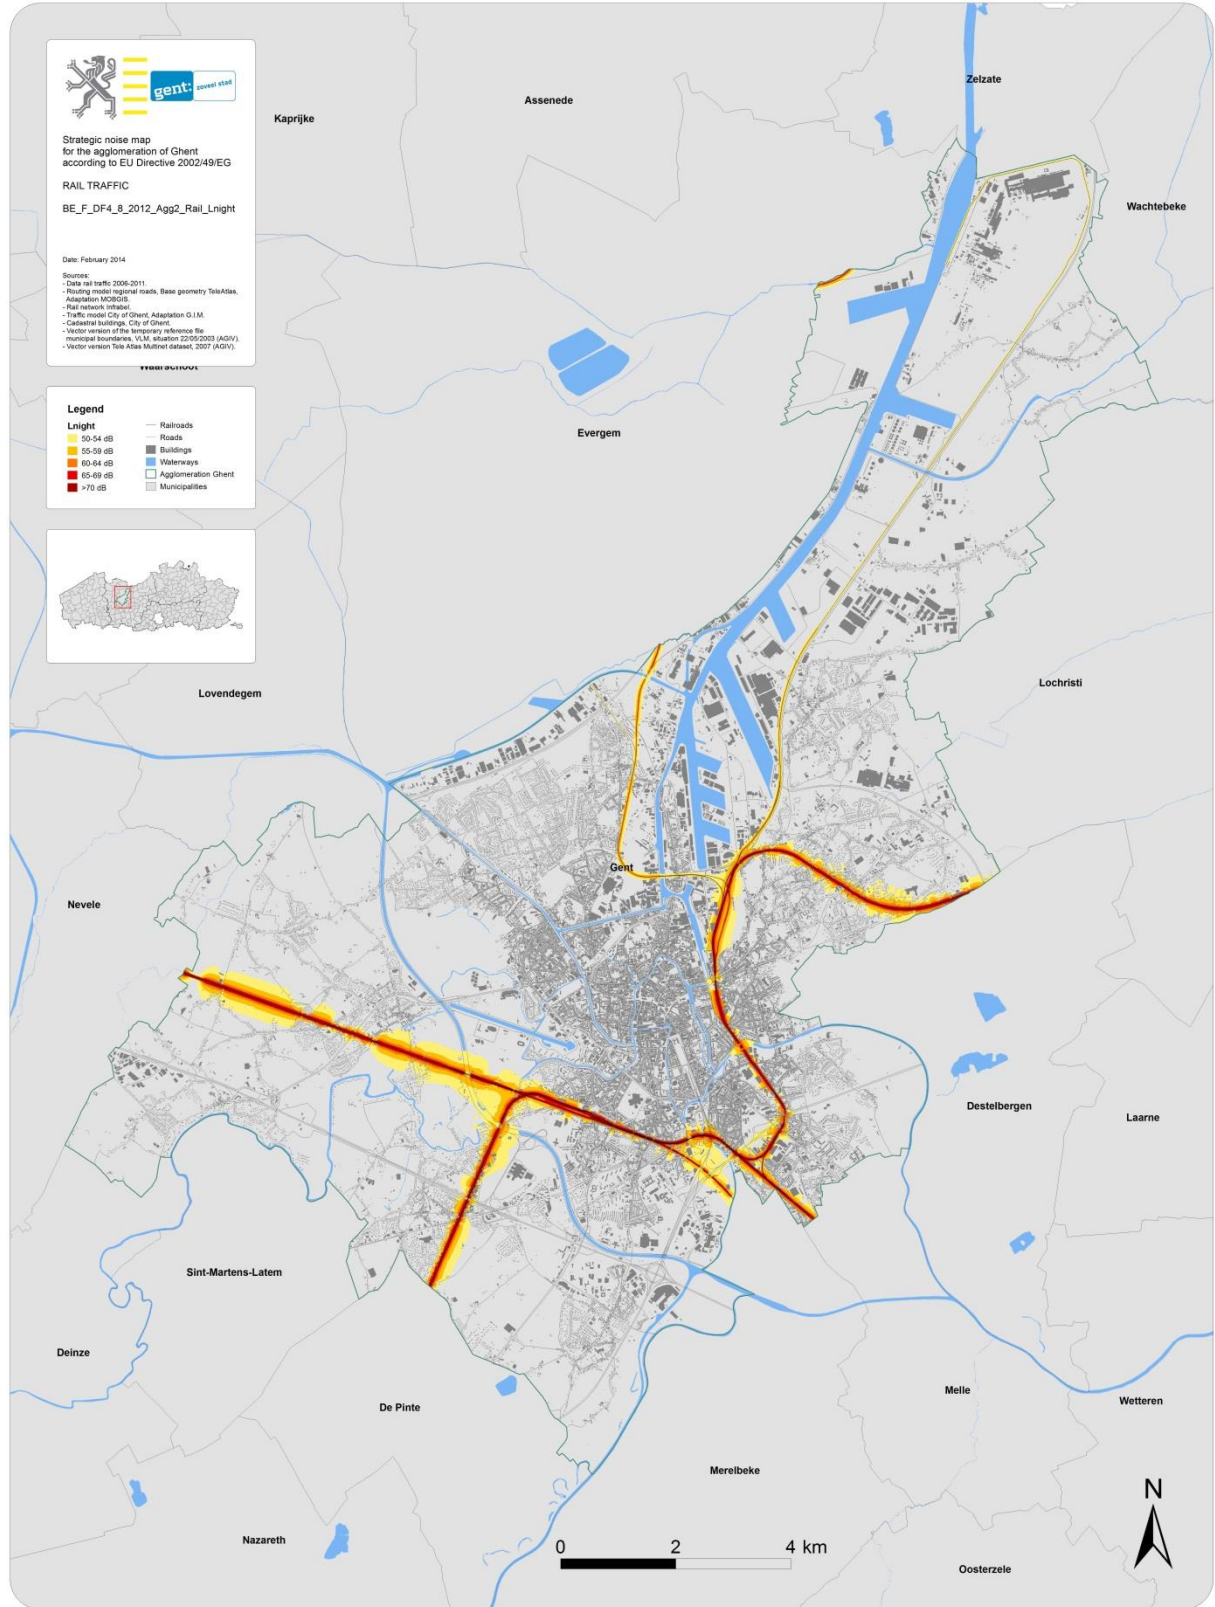 gent: zoveel stad
Strategic noise map
for the agglomeration of Ghent
according to EU Directive 2002/49/EG
RAIL TRAFFIC
BE_F_DF4_8_2012_Agg2_Rail_Lnight
Date: February 2014
Sources:
- Data rail traffic 2006-2011.
- Routing model regional roads, Base geometry TeleAtlas,
Adaptation MOBGIS.
- Rail network Infrabel.
- Traffic model City of Ghent, Adaptation G.I.M.
- Cadastral buildings, City of Ghent.
- Vector version of the temporary reference file
municipal boundaries, VLM, situation 22/05/2003 (AGIV).
- Vector version Tele Atlas Multinet dataset, 2007 (AGIV).
Waarschoot
Legend
Lnight
50-54 dB
55-59 dB
60-64 dB
65-69 dB
>70 dB
Railroads
Roads
Buildings
Waterways
Agglomeration Ghent
Municipalities
Zelzate
Assenede
Kaprijke
Wachtebeke
Evergem
Lochristi
Lovendegem
Gent
Nevele
Destelbergen
Laarne
Sint-Martens-Latem
Deinze
Melle
Wetteren
De Pinte
Merelbeke
Nazareth
Oosterzele
N
0 2 4 km